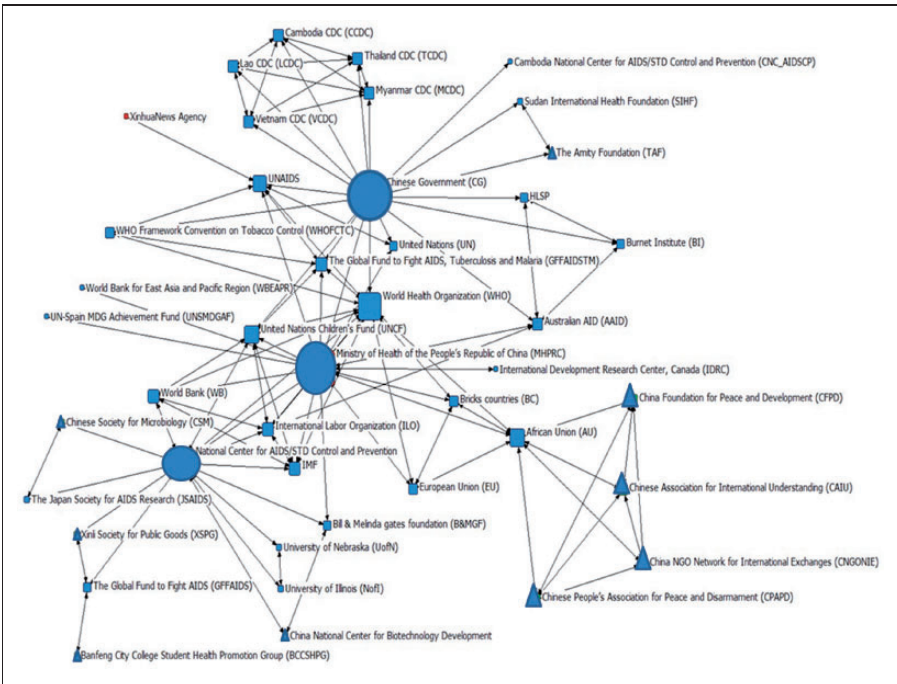 Cambodia CDC (CCDC)
Thailand CDC (TCDC)
Lao CDC (LCDC)
Cambodia National Center for AIDS/STD Control and Prevention (CNC_AIDSCP)
Myanmar CDC (MCDC)
Sudan International Health Foundation (SIHF)
XinhuaNews Agency
Vietnam CDC (VCDC)
The Amity Foundation (TAF)
UNAIDS
Chinese Government (CG)
HLSP
WHO Framework Convention on Tobacco Control (WHOFCTC)
United Nations (UN)
Burnet Institute (BI)
The Global Fund to Fight AIDS, Tuberculosis and Malaria (GFFAIDSTM)
World Bank for East Asia and Pacific Region (WBEAPR)
World Health Organization (WHO)
UN-Spain MDG Achievement Fund (UNSMDGAF)
Australian AID (AAID)
United Nations Children's Fund (UNCF)
Ministry of Health of the People's Republic of China (MHPRC)
International Development Research Center, Canada (IDRC)
World Bank (WB)
Bricks countries (BC)
China Foundation for Peace and Development (CFPD)
Chinese Society for Microbiology (CSM)
International Labor Organization (ILO)
African Union (AU)
National Center for AIDS/STD Control and Prevention
IMF
European Union (EU)
Chinese Association for International Understanding (CAIU)
The Japan Society for AIDS Research (JSAIDS)
Bill & Melinda gates foundation (B&MGF)
Xinli Society for Public Goods (XSPG)
University of Nebraska (UofN)
China NGO Network for International Exchanges (CNGONIE)
The Global Fund to Fight AIDS (GFFAIDS)
University of Illinois (NofI)
Chinese People's Association for Peace and Disarmament (CPAPD)
China National Center for Biotechnology Development
Banfeng City College Student Health Promotion Group (BCCSHPG)